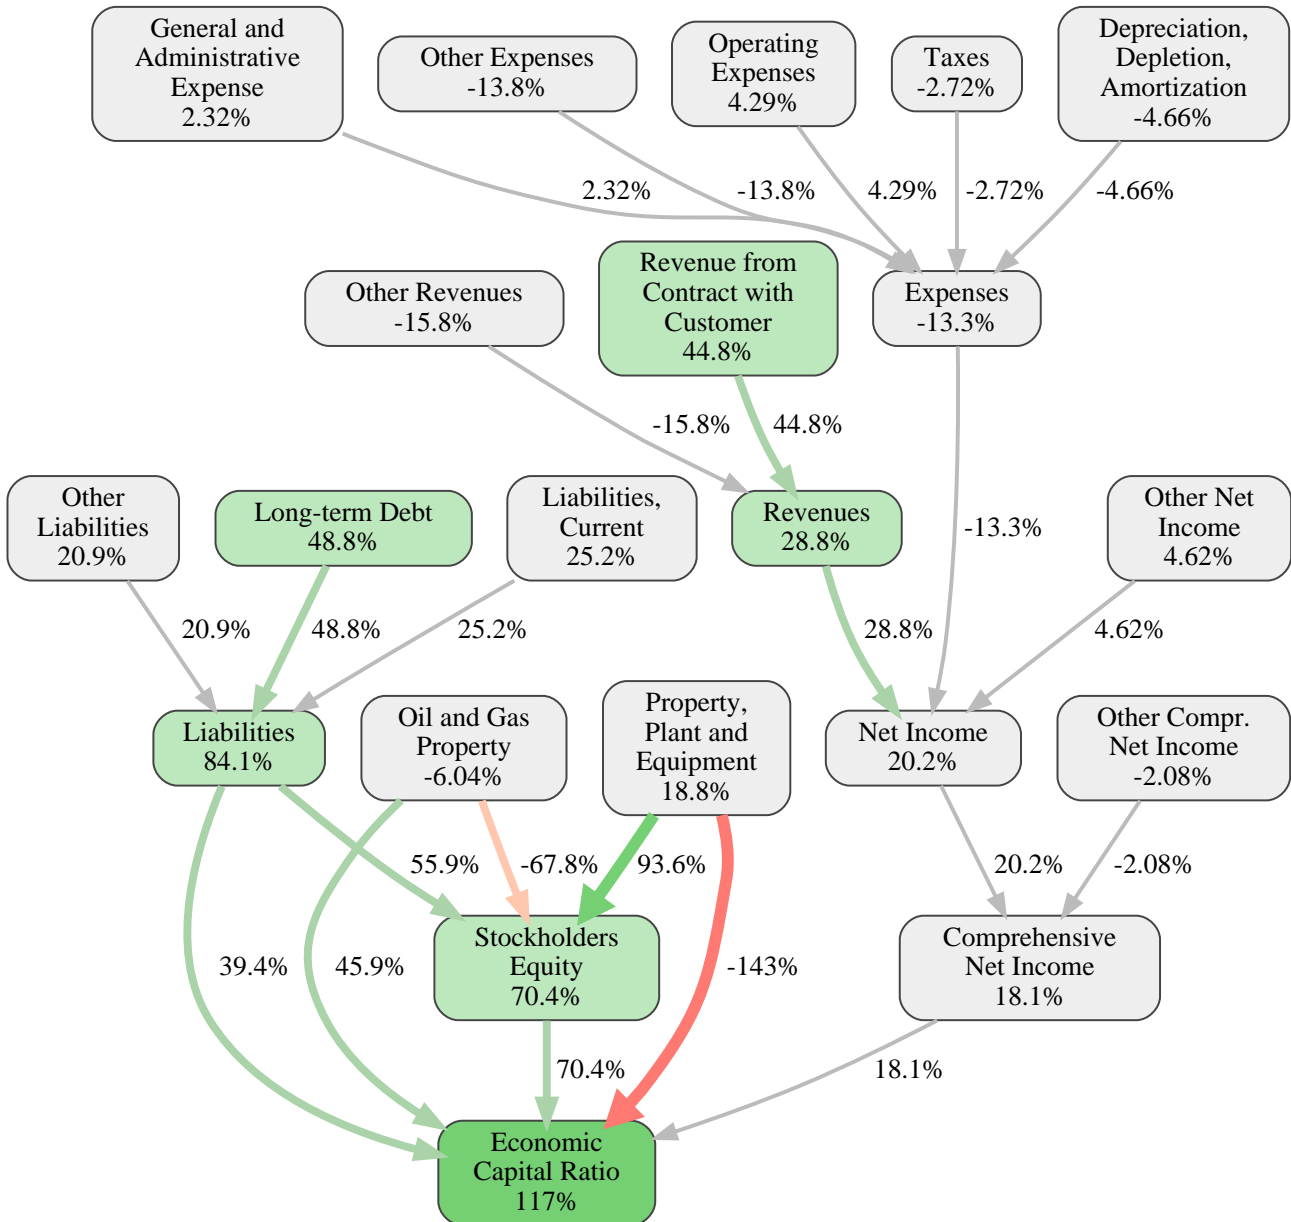 General and
Administrative
Expense
2.32%
Other Expenses
-13.8%
Operating
Expenses
4.29%
Taxes
-2.72%
Depreciation,
Depletion,
Amortization
-4.66%
2.32%
-13.8%
4.29%
-2.72%
-4.66%
Other Revenues
-15.8%
Revenue from
Contract with
Customer
44.8%
Expenses
-13.3%
-15.8%
44.8%
Other
Liabilities
20.9%
Long-term Debt
48.8%
Liabilities,
Current
25.2%
Revenues
28.8%
-13.3%
Other Net
Income
4.62%
20.9%
48.8%
25.2%
28.8%
4.62%
Liabilities
84.1%
Oil and Gas
Property
-6.04%
Property,
Plant and
Equipment
18.8%
Net Income
20.2%
Other Compr.
Net Income
-2.08%
55.9%
-67.8%
93.6%
20.2%
-2.08%
39.4%
45.9%
Stockholders
Equity
70.4%
-143%
Comprehensive
Net Income
18.1%
70.4%
18.1%
Economic
Capital Ratio
117%